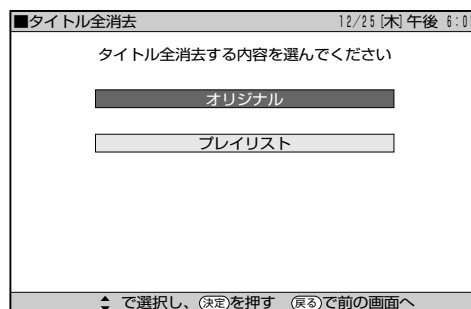 ■タイトル全消去 12/25[木]午後 6:0
タイトル全消去する内容を選んでください
オリジナル
プレイリスト
で選択し、決定を押す 戻るで前の画面へ